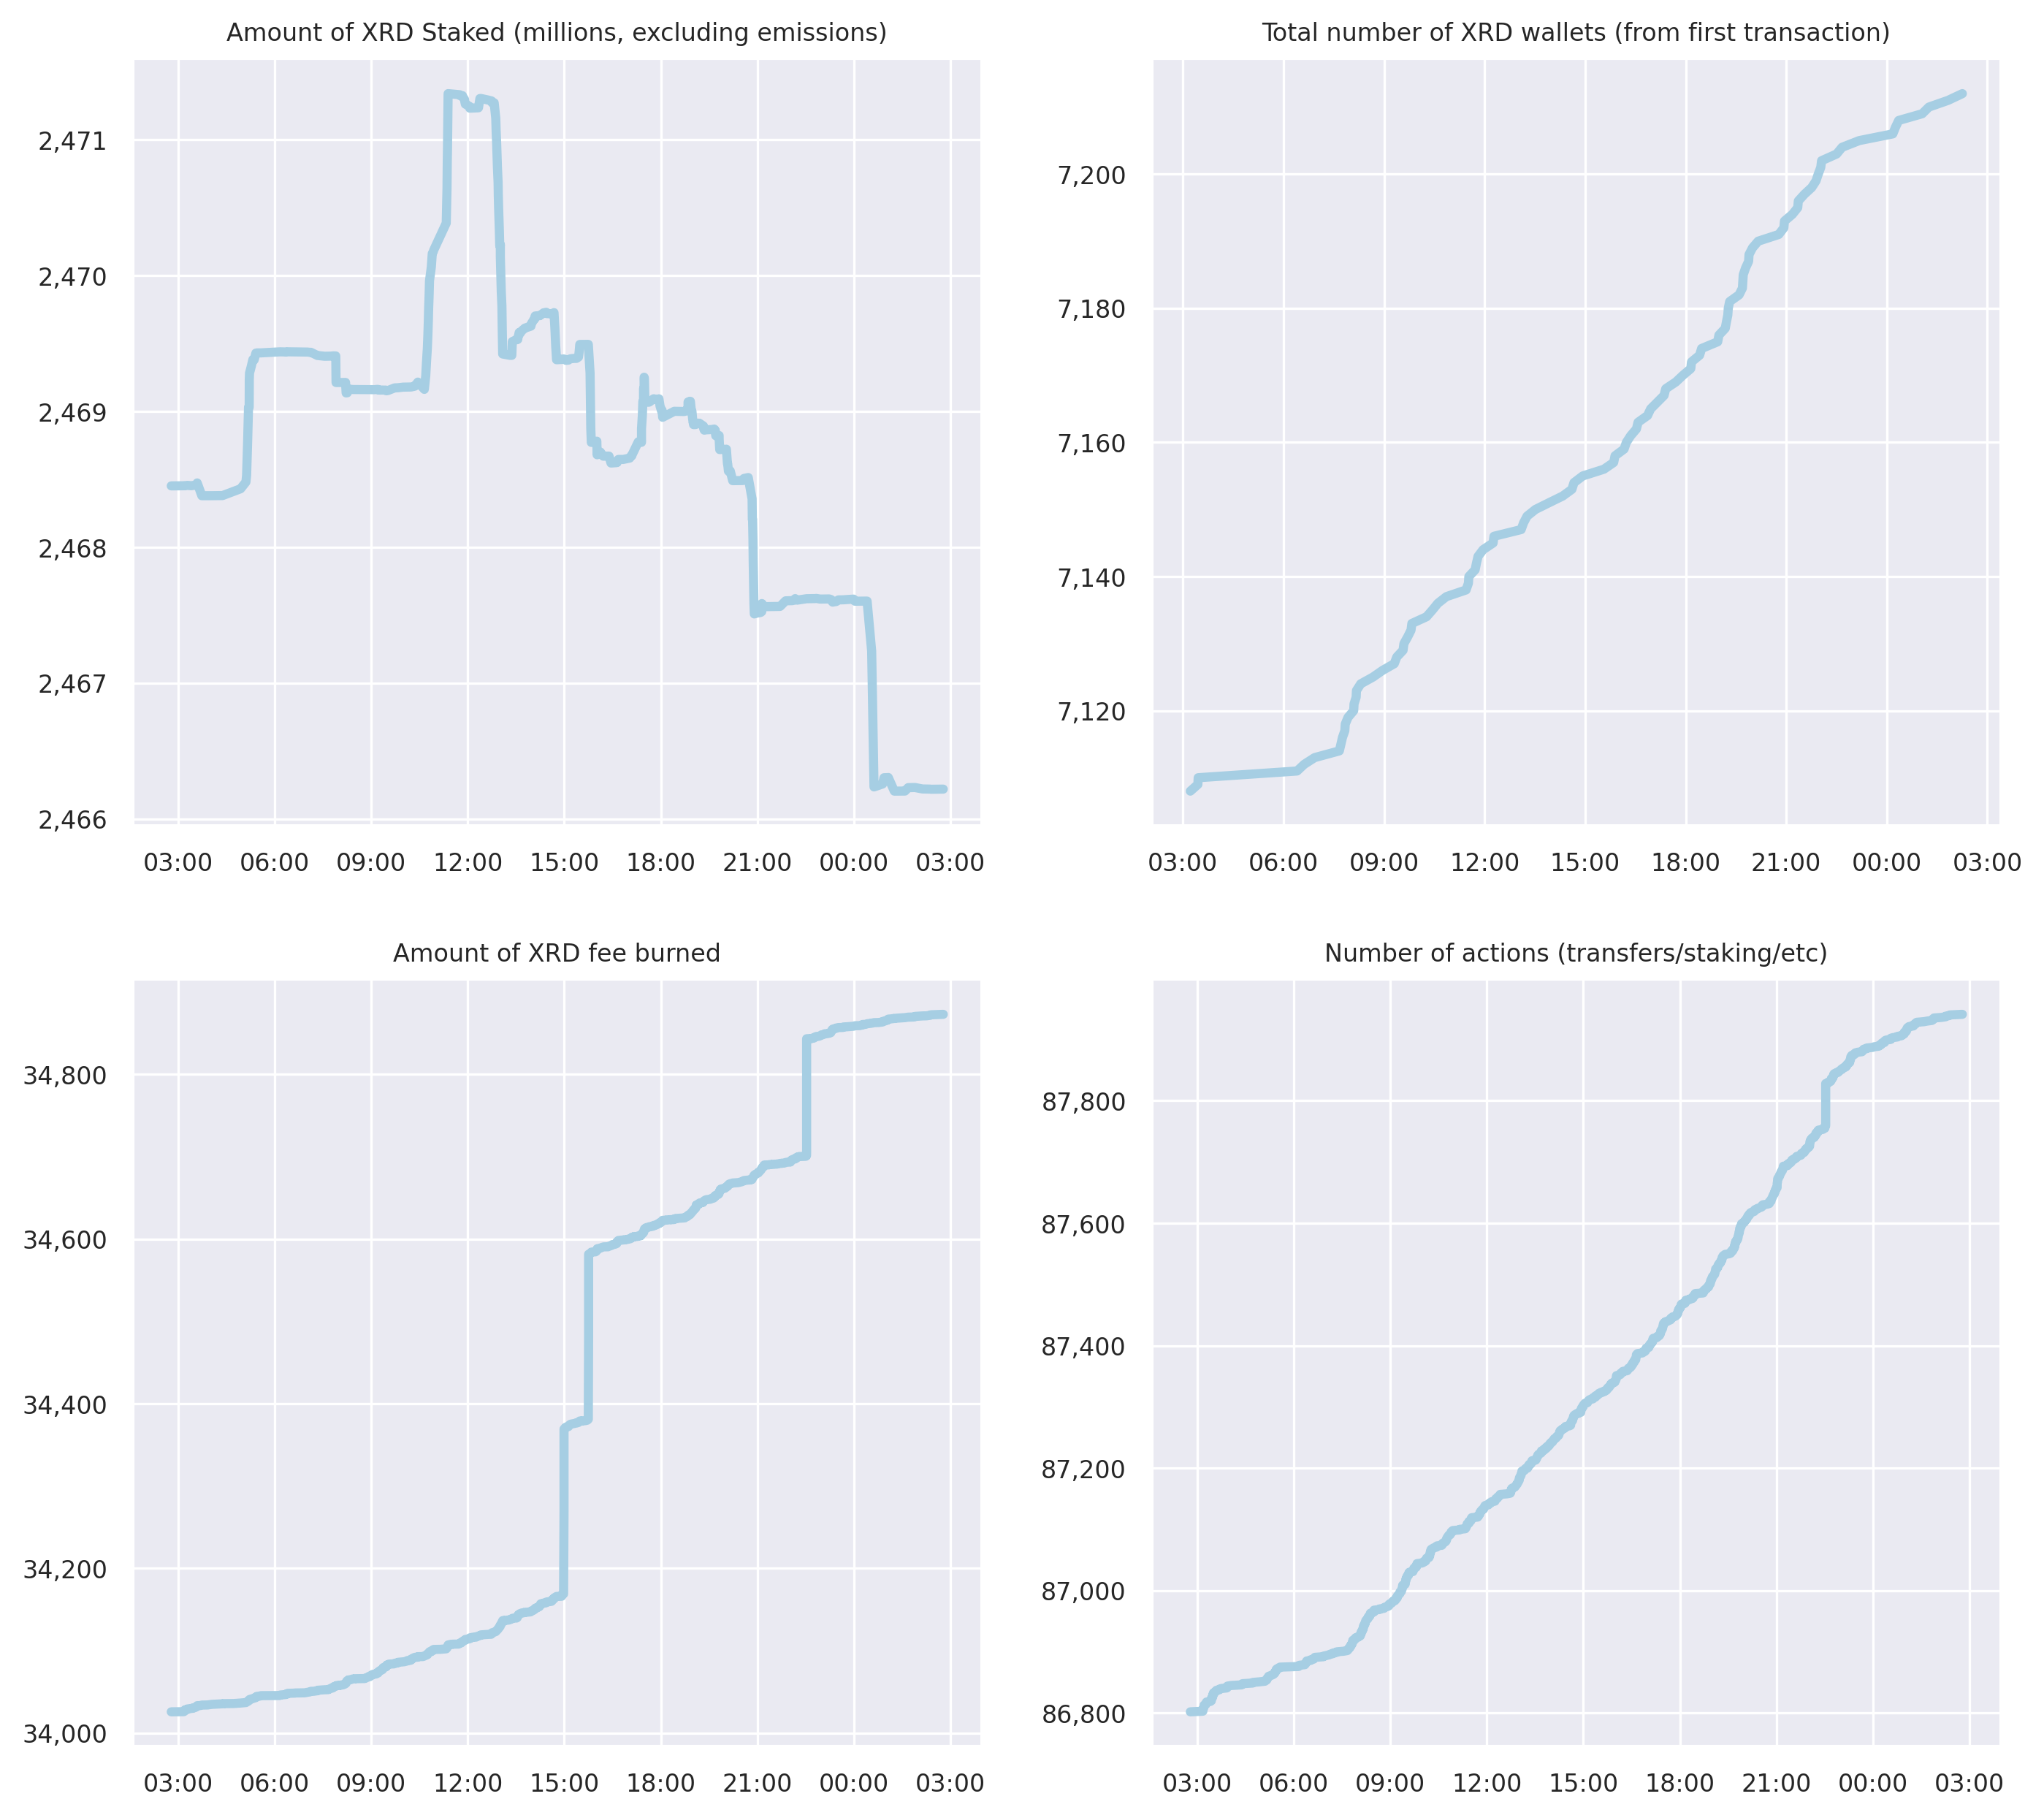 Amount of XRD Staked (millions, excluding emissions)
2,471
2,470
2,469
2,468
2,467
2,466
03:00 06:00 09:00 12:00 15:00 18:00 21:00 00:00 03:00
Total number of XRD wallets (from first transaction)
7,200
7,180
7,160
7,140
7,120
03:00 06:00 09:00 12:00 15:00 18:00 21:00 00:00 03:00
Amount of XRD fee burned
34,800
34,600
34,400
34,200
34,000
03:00 06:00 09:00 12:00 15:00 18:00 21:00 00:00 03:00
Number of actions (transfers/staking/etc)
87,800
87,600
87,400
87,200
87,000
86,800
03:00 06:00 09:00 12:00 15:00 18:00 21:00 00:00 03:00